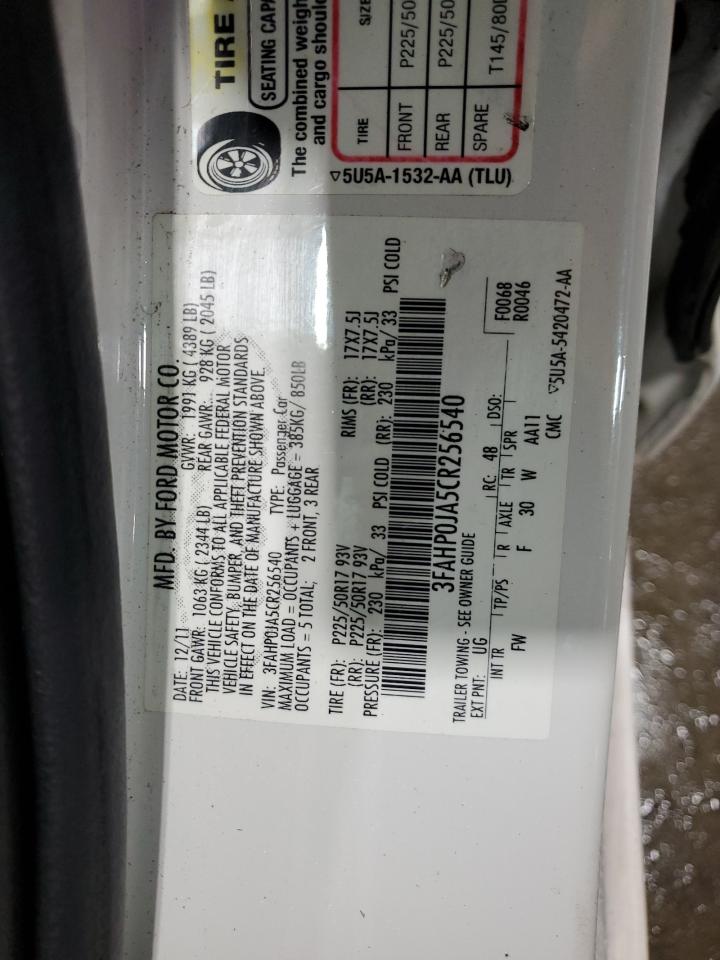 TIRE
SEATING CAP
The combined weigh
and cargo shoul
TIRE SIZE
FRONT P225/50
REAR P225/50
SPARE T145/80D
▽5U5A-1532-AA (TLU)
MFD. BY FORD MOTOR CO.
DATE: 12/11 GVWR: 1991 KG ( 4389 LB)
FRONT GAWR: 1063 KG ( 2344 LB) REAR GAWR: 928 KG ( 2045 LB)
THIS VEHICLE CONFORMS TO ALL APPLICABLE FEDERAL MOTOR
VEHICLE SAFETY, BUMPER, AND THEFT PREVENTION STANDARDS
IN EFFECT ON THE DATE OF MANUFACTURE SHOWN ABOVE.
VIN: 3FAHP0JA5CR256540 TYPE: Passenger Car
MAXIMUM LOAD = OCCUPANTS + LUGGAGE = 385KG/ 850LB
OCCUPANTS = 5 TOTAL; 2 FRONT, 3 REAR
TIRE (FR): P225/50R17 93V RIMS (FR): 17X7.5J
(RR): P225/50R17 93V (RR): 17X7.5J
PRESSURE (FR): 230 kPa/ 33 PSI COLD (RR): 230 kPa/ 33 PSI COLD
3FAHP0JA5CR256540
TRAILER TOWING - SEE OWNER GUIDE
EXT PNT: UG RC: 48 DSO: F0068
R0046
INT TR TP/PS R AXLE TR SPR
FW F 30 W AA11
CMC ▽5U5A-5420472-AA